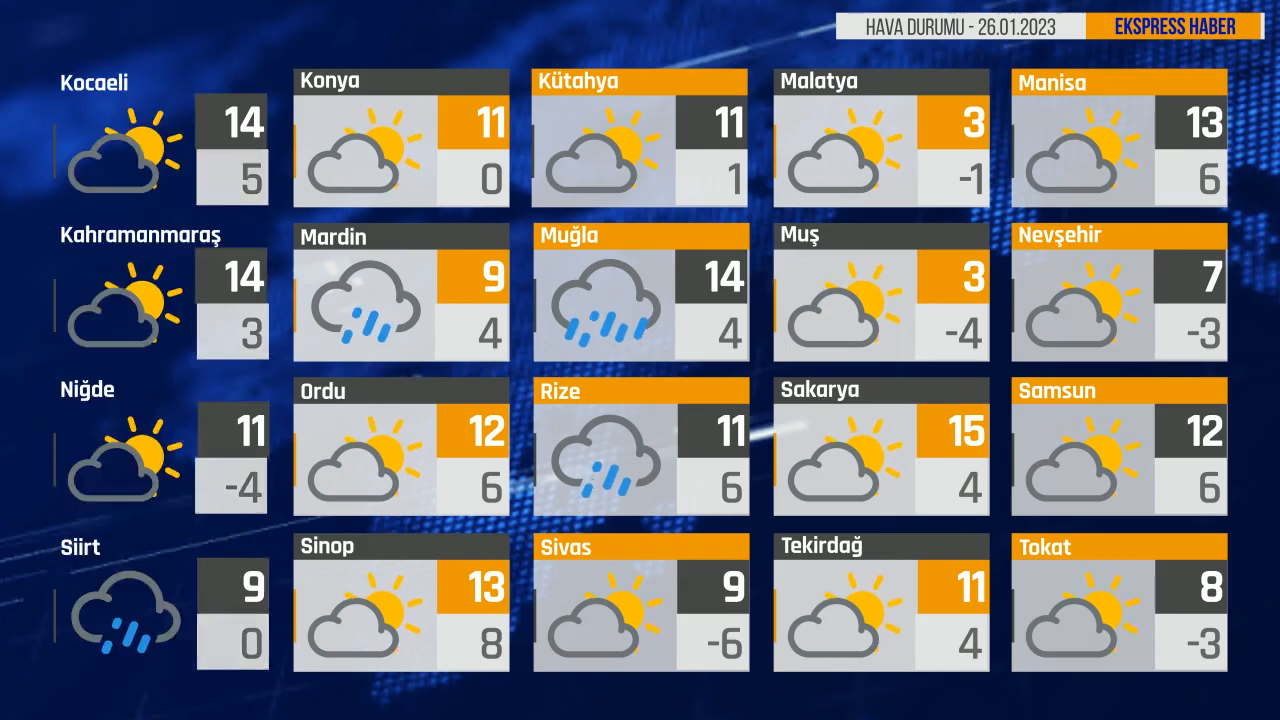 HAVA DURUMU - 26.01.2023 EKSPRESS HABER
Kocaeli
14
5
Konya
11
0
Kütahya
11
1
Malatya
3
-1
Manisa
13
6
Kahramanmaraş
14
3
Mardin
9
4
Muğla
14
4
Muş
3
-4
Nevşehir
7
-3
Niğde
11
-4
Ordu
12
6
Rize
11
6
Sakarya
15
4
Samsun
12
6
Siirt
9
0
Sinop
13
8
Sivas
9
-6
Tekirdağ
11
4
Tokat
8
-3